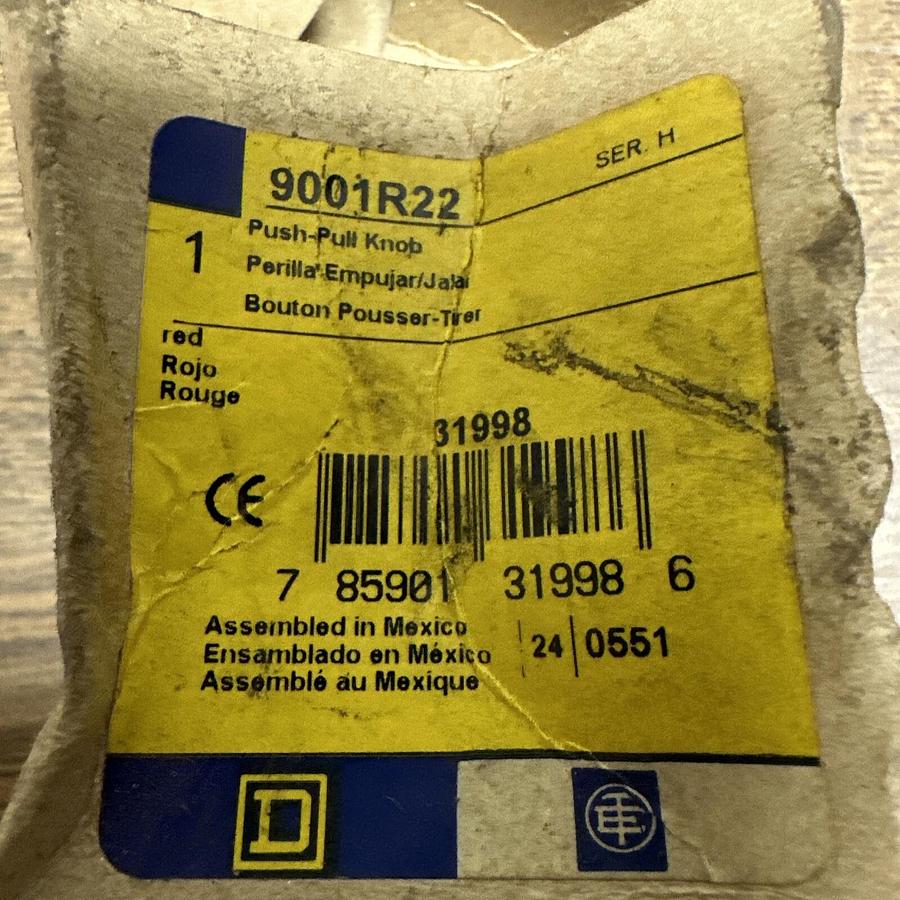 SER. H
9001R22
1
Push-Pull Knob
Perilla Empujar/Jalar
Bouton Pousser-Tirer
red
Rojo
Rouge
31998
CE
7 85901 31998 6
Assembled in Mexico
Ensamblado en México
Assemblé au Mexique
24 0551
D
TE